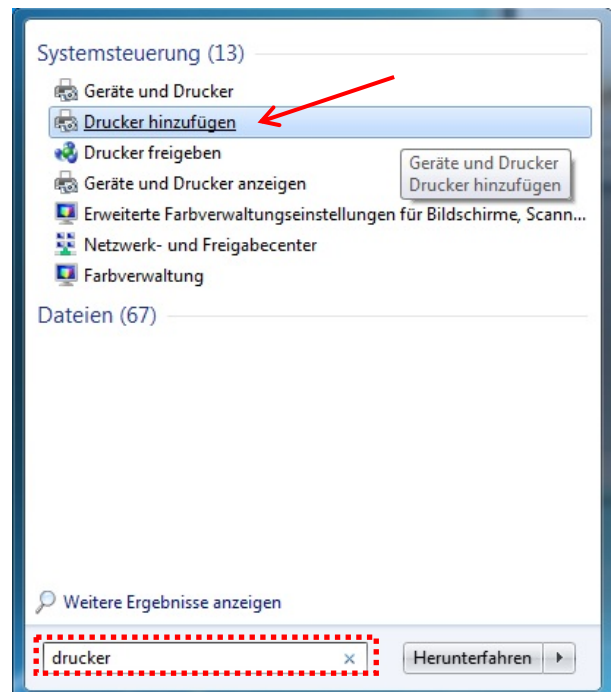 Systemsteuerung (13)
Geräte und Drucker
Drucker hinzufügen
Drucker freigeben
Geräte und Drucker
Drucker hinzufügen
Geräte und Drucker anzeigen
Erweiterte Farbverwaltungseinstellungen für Bildschirme, Scann...
Netzwerk- und Freigabecenter
Farbverwaltung
Dateien (67)
Weitere Ergebnisse anzeigen
drucker
Herunterfahren